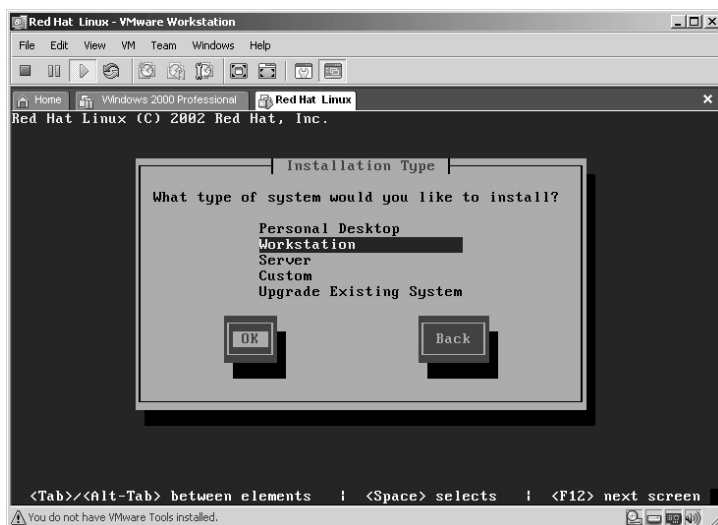 Red Hat Linux - VMware Workstation
File Edit View VM Team Windows Help
Home Windows 2000 Professional Red Hat Linux
Red Hat Linux (C) 2002 Red Hat, Inc.
Installation Type
What type of system would you like to install?
Personal Desktop
Workstation
Server
Custom
Upgrade Existing System
OK Back
<Tab>/<Alt-Tab> between elements | <Space> selects | <F12> next screen
You do not have VMware Tools installed.